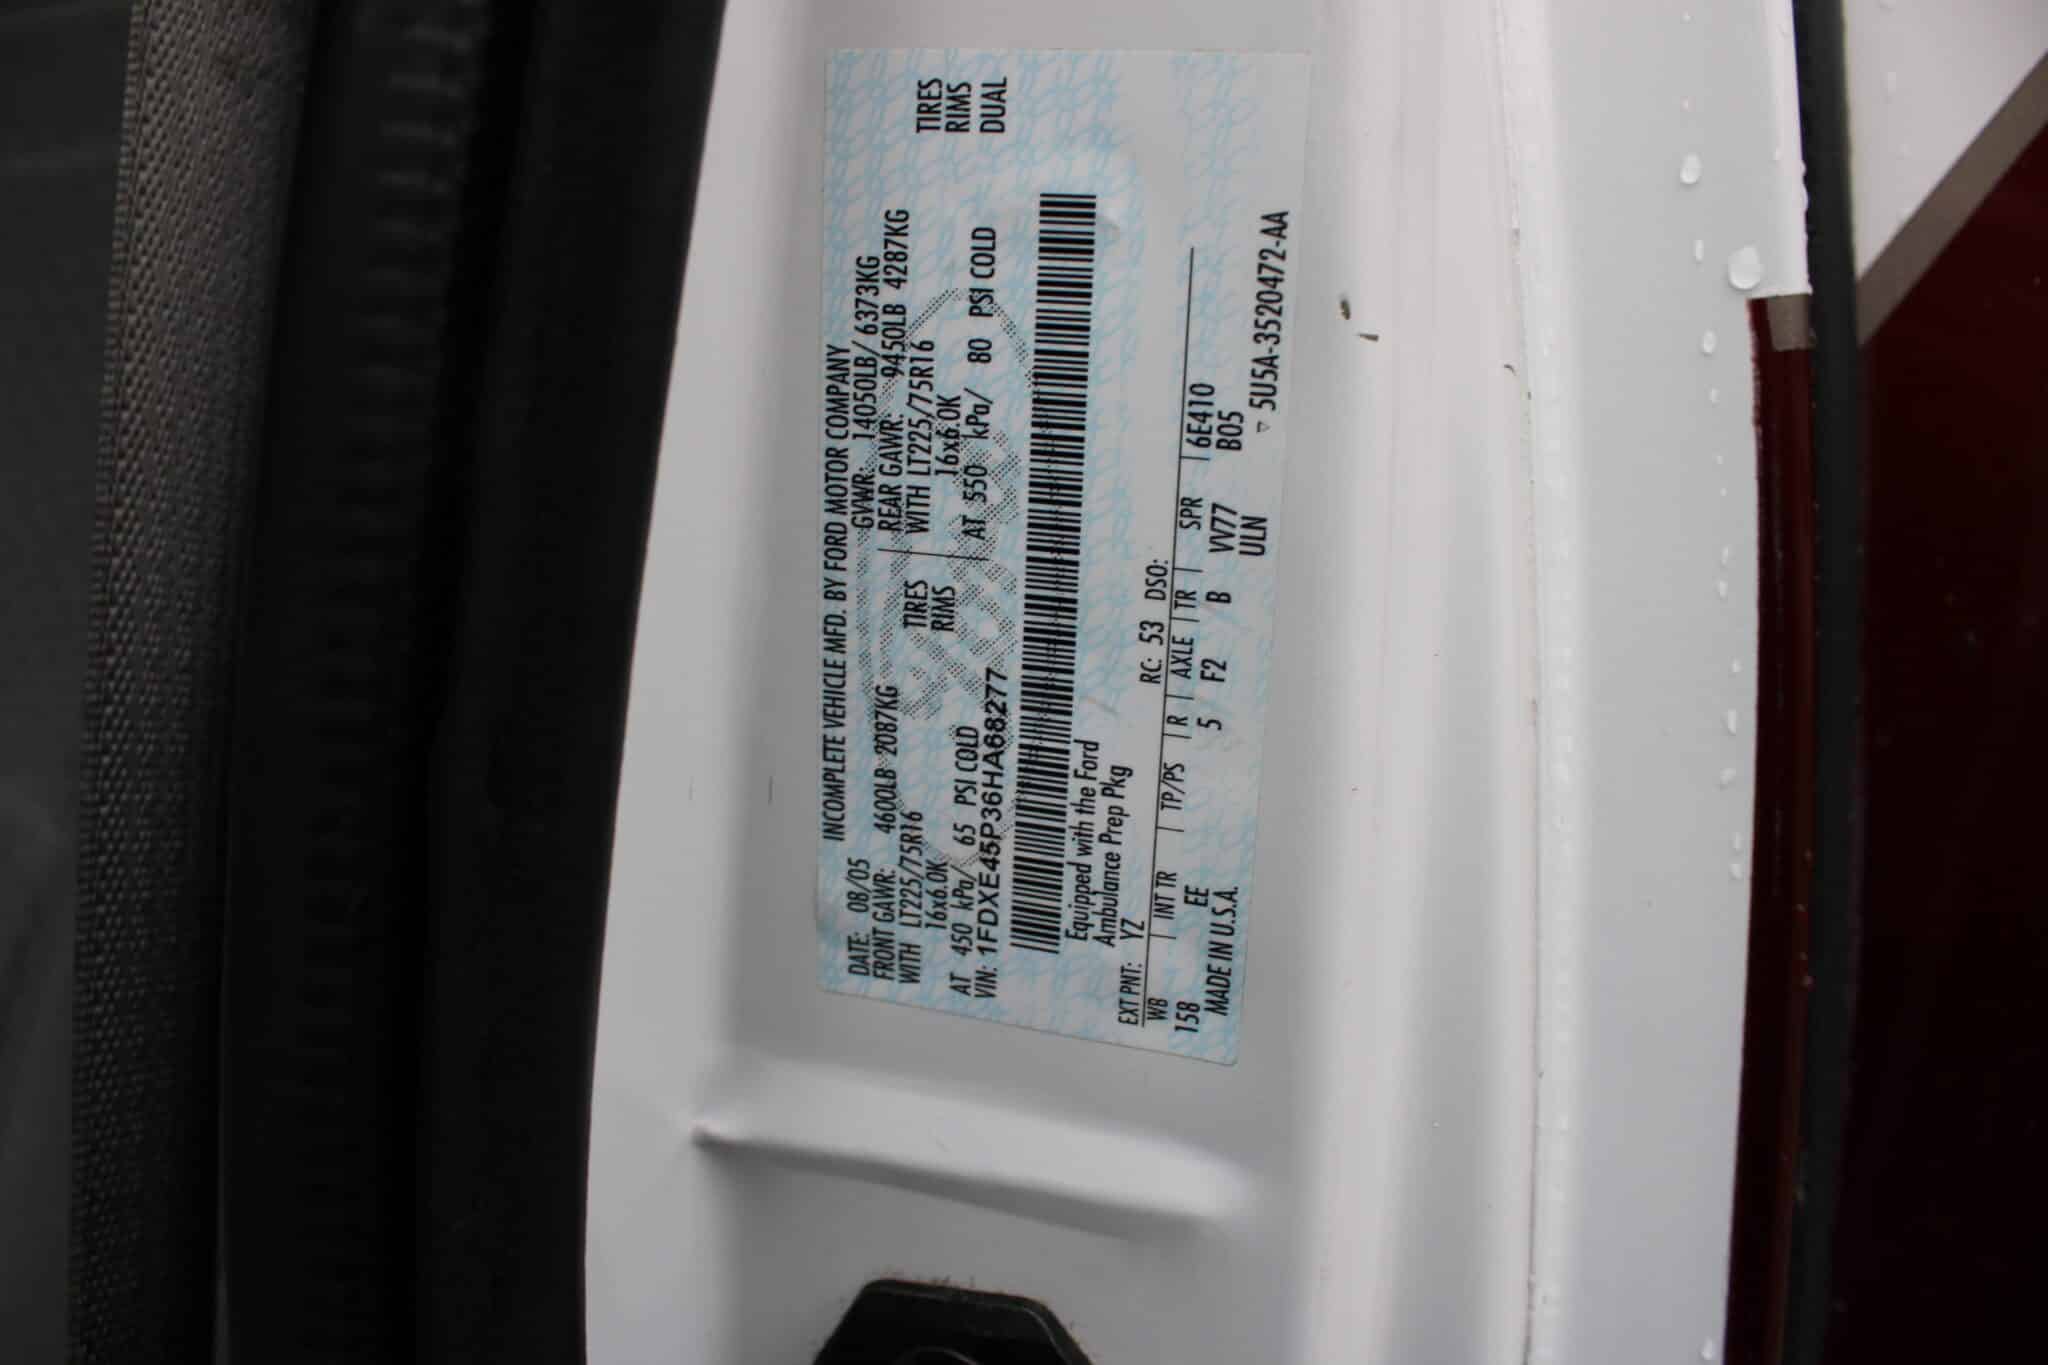 INCOMPLETE VEHICLE MFD. BY FORD MOTOR COMPANY
DATE: 08/05 GVWR: 14050LB/ 6373KG
FRONT GAWR: 4600LB 2087KG REAR GAWR: 9450LB 4287KG
WITH LT225/75R16 TIRES WITH LT225/75R16 TIRES
16x6.0K RIMS 16x6.0K RIMS
AT 450 kPa/ 65 PSI COLD AT 550 kPa/ 80 PSI COLD DUAL
VIN: 1FDXE45P36HA68277
Equipped with the Ford
Ambulance Prep Pkg
EXT PNT: YZ RC: 53 DSO:
WB INT TR TP/PS R AXLE TR SPR
158 EE 5 F2 B W77 6E410
MADE IN U.S.A. ULN B05
▽ 5U5A-3520472-AA